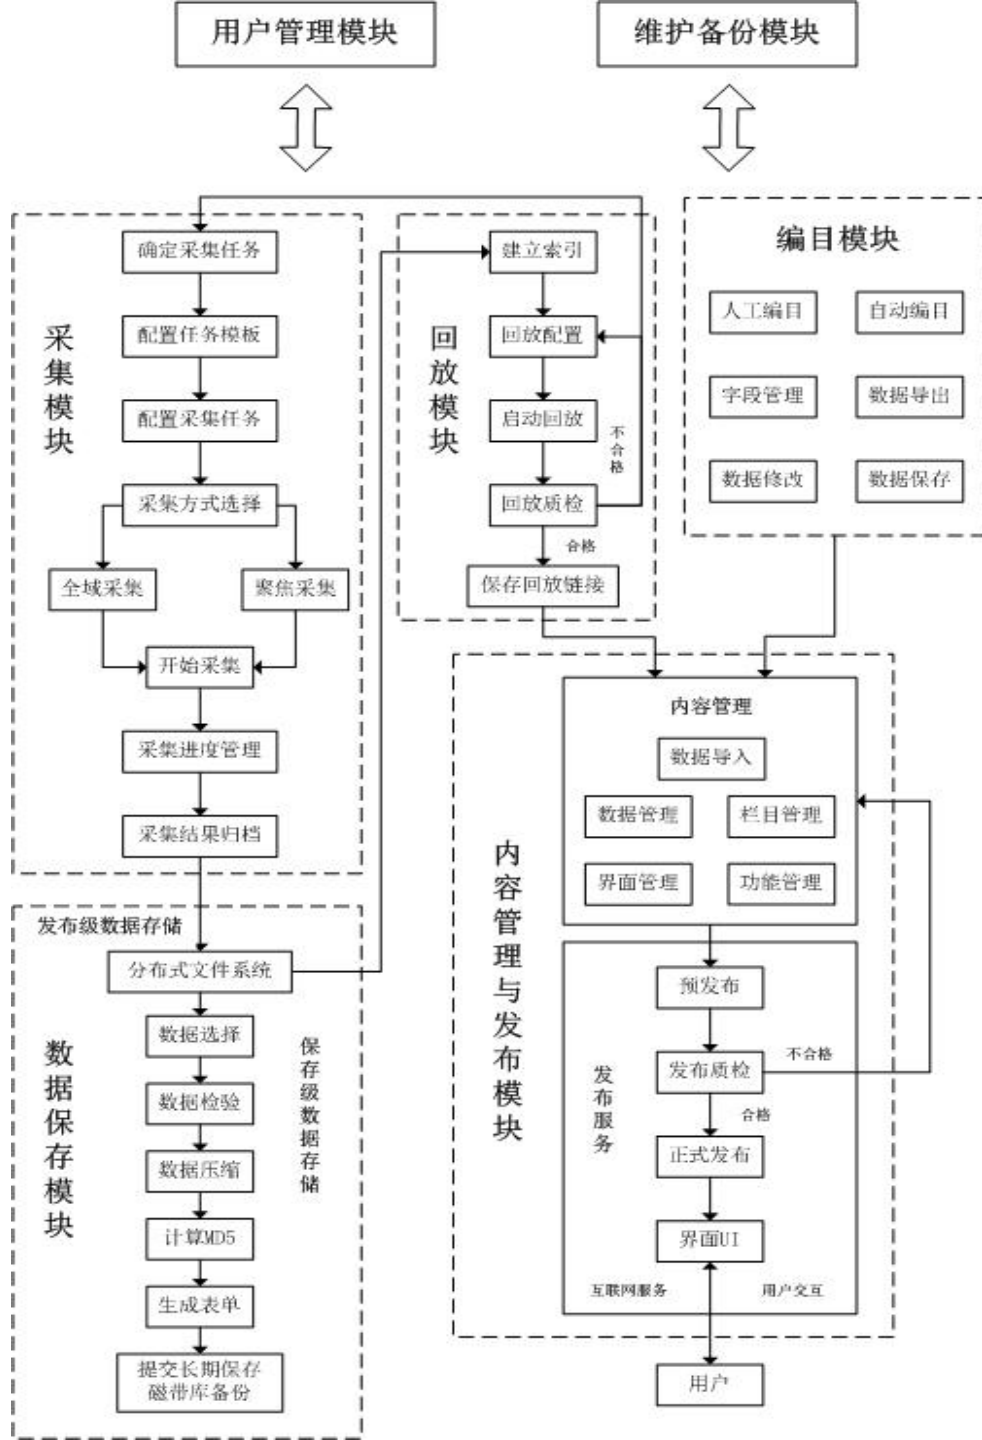 用户管理模块
维护备份模块
采集模块
确定采集任务
配置任务模板
配置采集任务
采集方式选择
全域采集
聚焦采集
开始采集
采集进度管理
采集结果归档
回放模块
建立索引
回放配置
启动回放
不合格
回放质检
合格
保存回放链接
编目模块
人工编目
自动编目
字段管理
数据导出
数据修改
数据保存
数据保存模块
发布级数据存储
分布式文件系统
保存级数据存储
数据选择
数据检验
数据压缩
计算MD5
生成表单
提交长期保存
磁带库备份
内容管理与发布模块
内容管理
数据导入
数据管理
栏目管理
界面管理
功能管理
发布服务
预发布
发布质检
不合格
合格
正式发布
界面UI
互联网服务
用户交互
用户